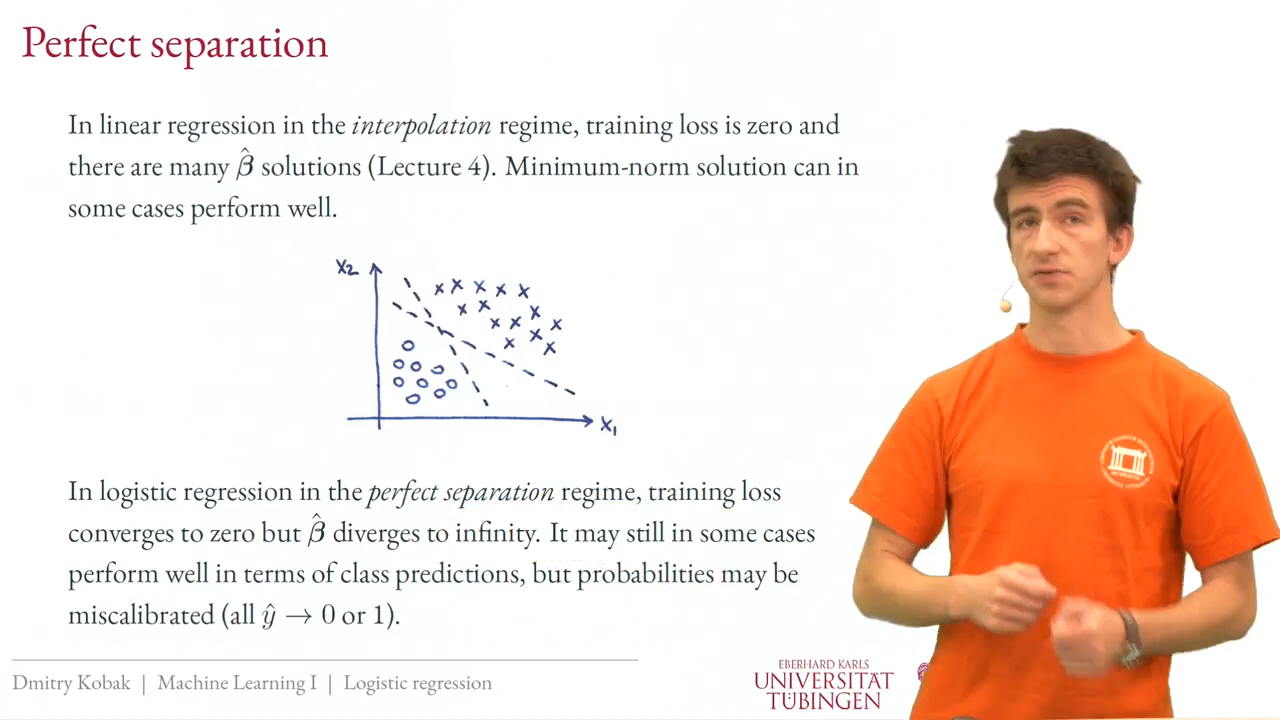 Perfect separation
In linear regression in the interpolation regime, training loss is zero and
there are many β̂ solutions (Lecture 4). Minimum-norm solution can in
some cases perform well.
x₂
x₁
In logistic regression in the perfect separation regime, training loss
converges to zero but β̂ diverges to infinity. It may still in some cases
perform well in terms of class predictions, but probabilities may be
miscalibrated (all ŷ → 0 or 1).
Dmitry Kobak | Machine Learning I | Logistic regression
EBERHARD KARLS
UNIVERSITÄT
TÜBINGEN